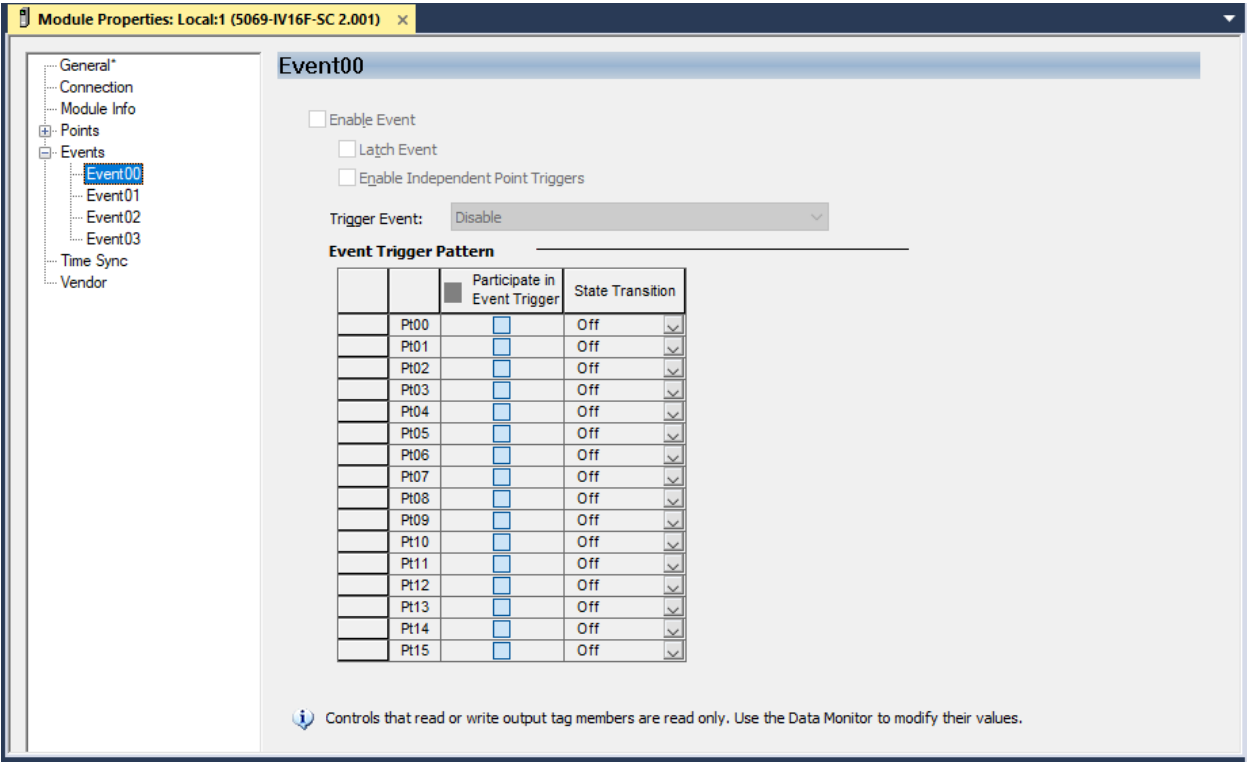 Module Properties: Local:1 (5069-IV16F-SC 2.001) ×
General*
Connection
Module Info
Points
Events
Event00
Event01
Event02
Event03
Time Sync
Vendor
Event00
Enable Event
Latch Event
Enable Independent Point Triggers
Trigger Event: Disable
Event Trigger Pattern
Participate in Event Trigger State Transition
Pt00 Off
Pt01 Off
Pt02 Off
Pt03 Off
Pt04 Off
Pt05 Off
Pt06 Off
Pt07 Off
Pt08 Off
Pt09 Off
Pt10 Off
Pt11 Off
Pt12 Off
Pt13 Off
Pt14 Off
Pt15 Off
Controls that read or write output tag members are read only. Use the Data Monitor to modify their values.